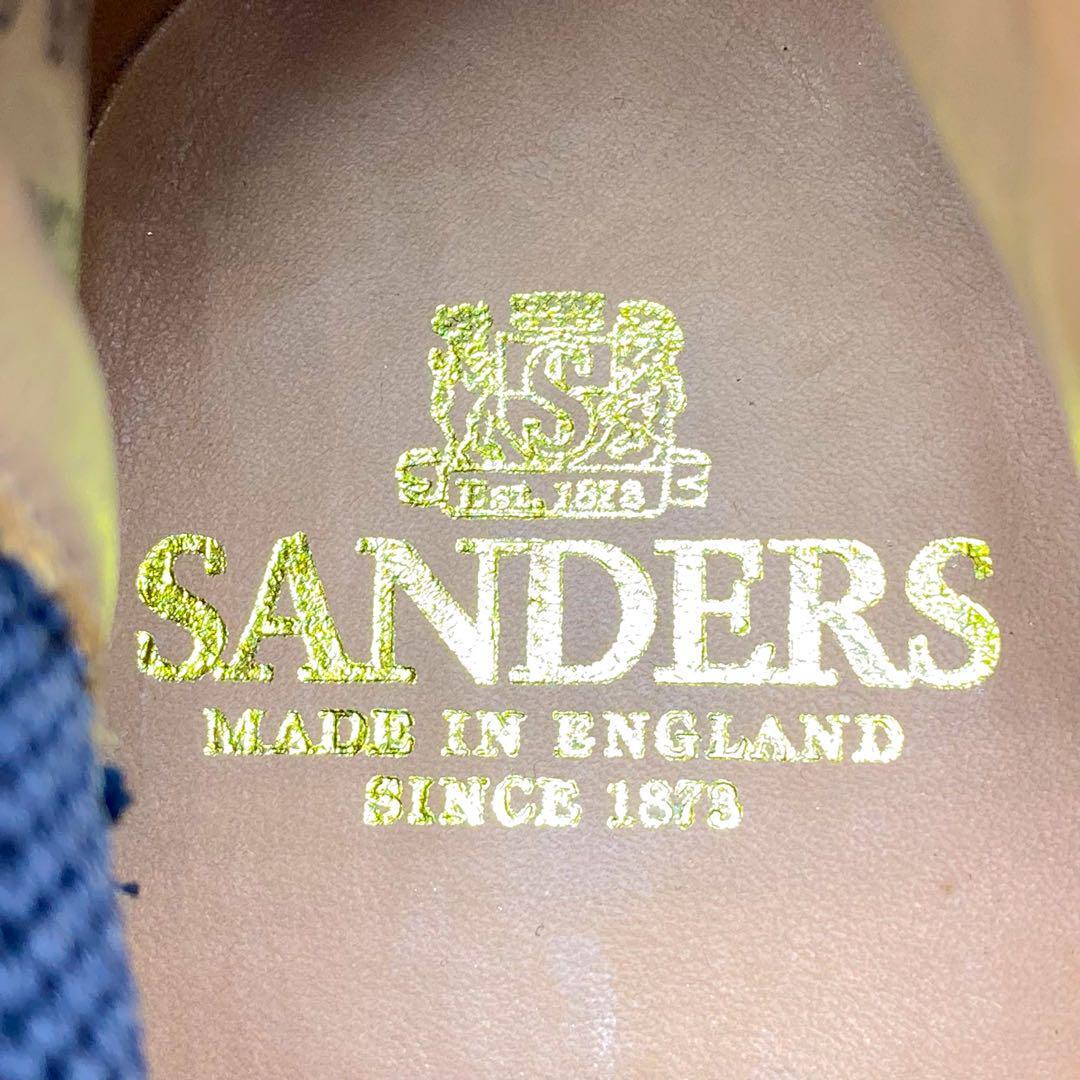 S
EST. 1873
SANDERS
MADE IN ENGLAND
SINCE 1873